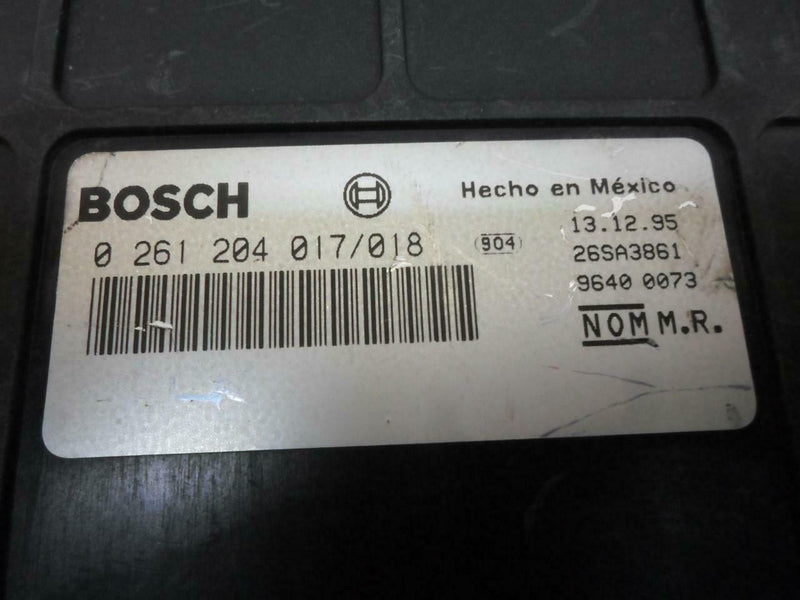 BOSCH
Hecho en México
0 261 204 017/018
904
13.12.95
26SA3861
9640 0073
NOM M.R.